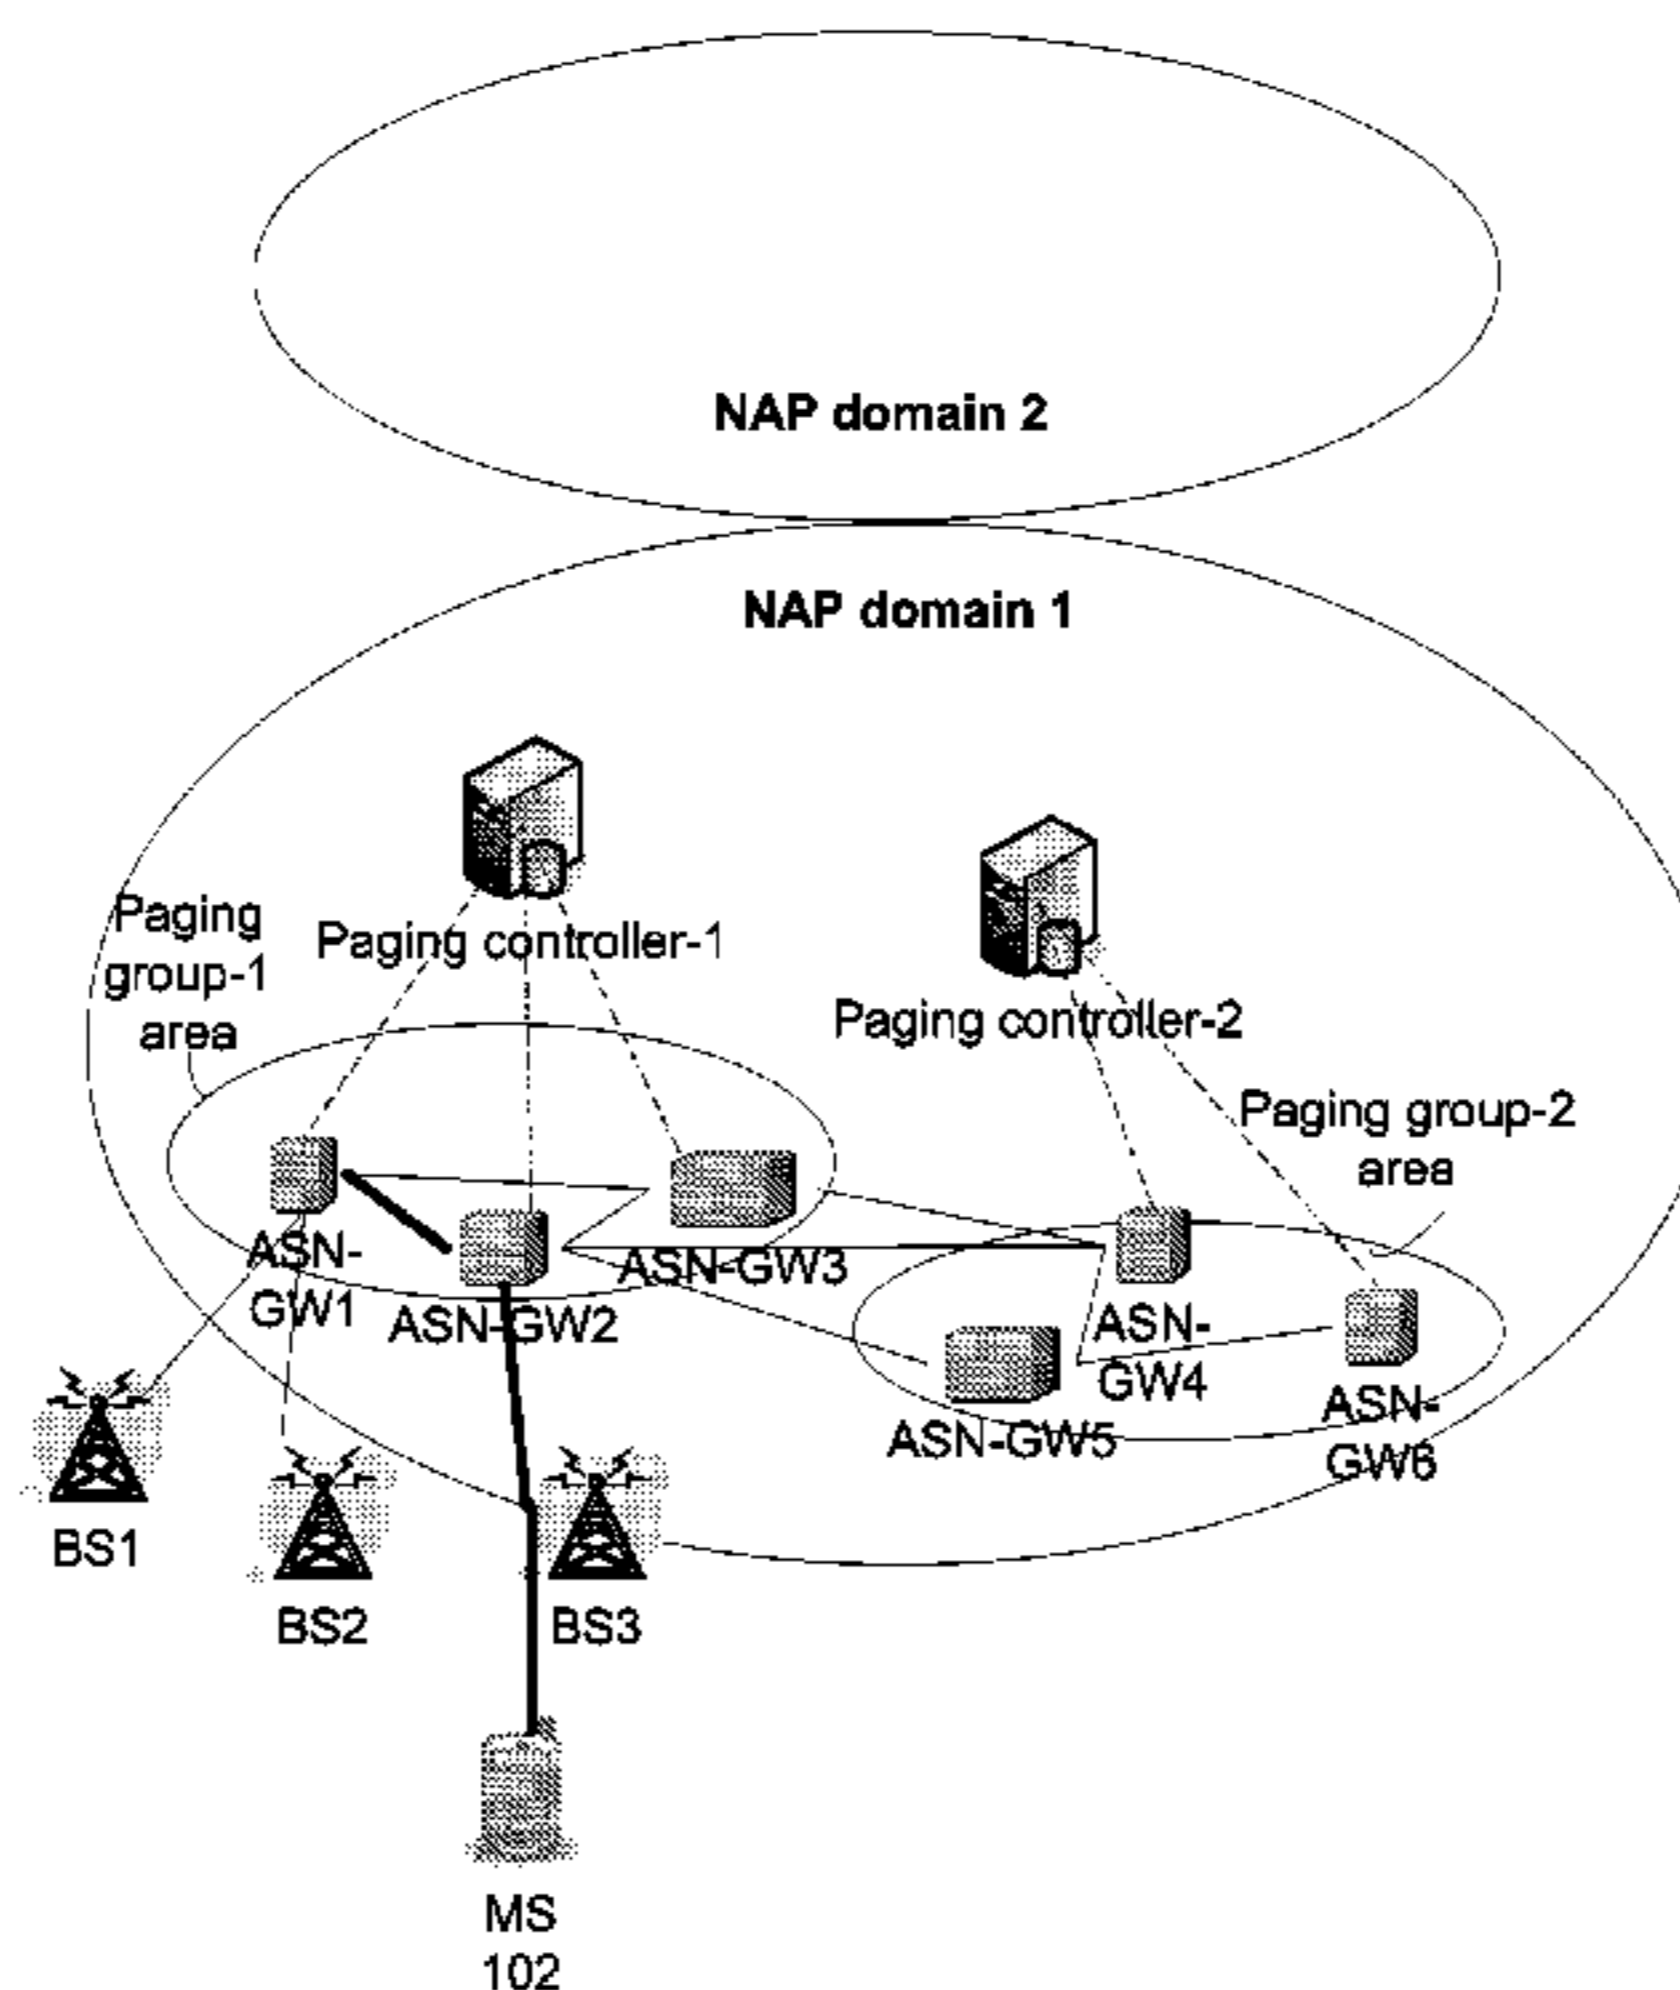 NAP domain 2
NAP domain 1
Paging
group-1
area
Paging controller-1
Paging controller-2
Paging group-2
area
ASN-
GW1
ASN-GW2
ASN-GW3
ASN-
GW4
ASN-GW5
ASN-
GW6
BS1
BS2
BS3
MS
102